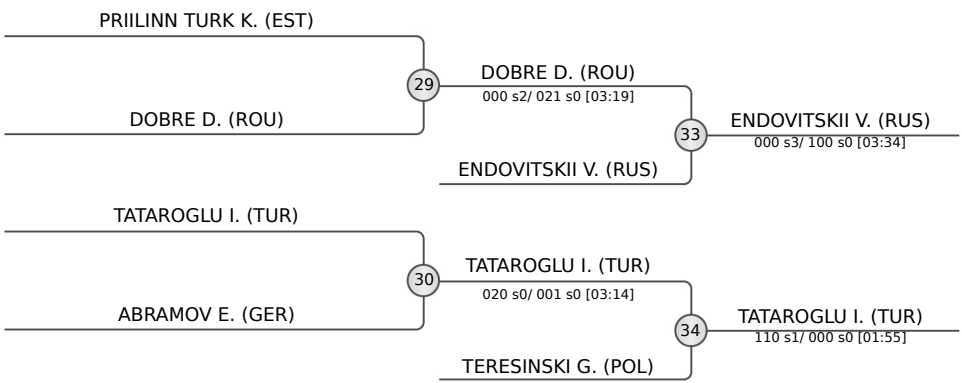 PRIILINN TURK K. (EST)
29
DOBRE D. (ROU)
000 s2/ 021 s0 [03:19]
DOBRE D. (ROU)
33
ENDOVITSKII V. (RUS)
000 s3/ 100 s0 [03:34]
ENDOVITSKII V. (RUS)
TATAROGLU I. (TUR)
30
TATAROGLU I. (TUR)
020 s0/ 001 s0 [03:14]
ABRAMOV E. (GER)
34
TATAROGLU I. (TUR)
110 s1/ 000 s0 [01:55]
TERESINSKI G. (POL)